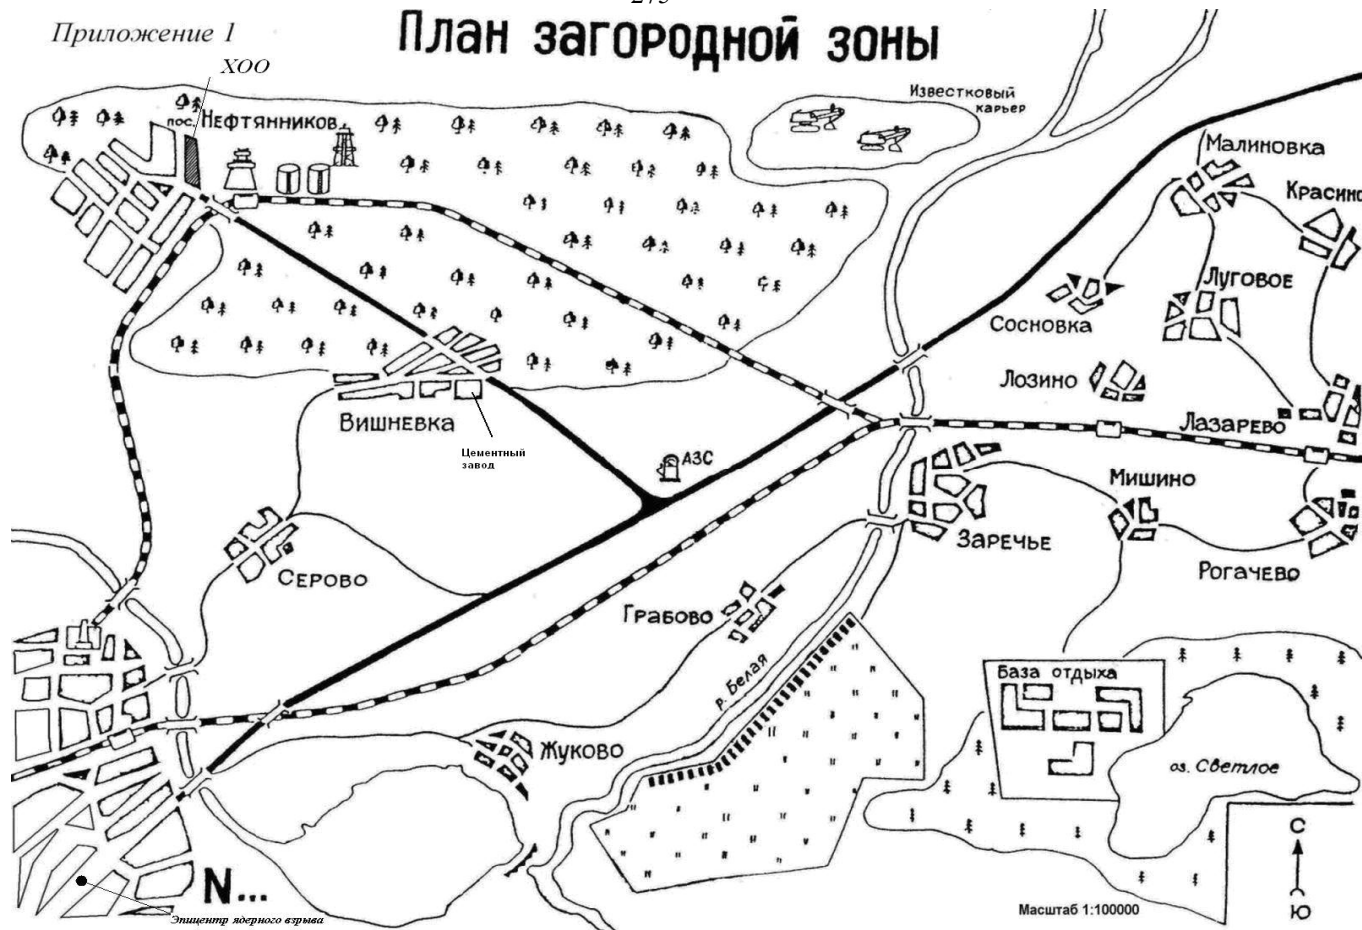 Приложение 1
План загородной зоны
ХОО
пос. Нефтянников
Известковый
карьер
Малиновка
Красино
Луговое
Сосновка
Лозино
Лазарево
Вишневка
Цементный
завод
АЗС
Мишино
Заречье
Рогачево
Серово
Грабово
р. Белая
База отдыха
Жуково
оз. Светлое
С
Ю
N...
Эпицентр ядерного взрыва
Масштаб 1:100000